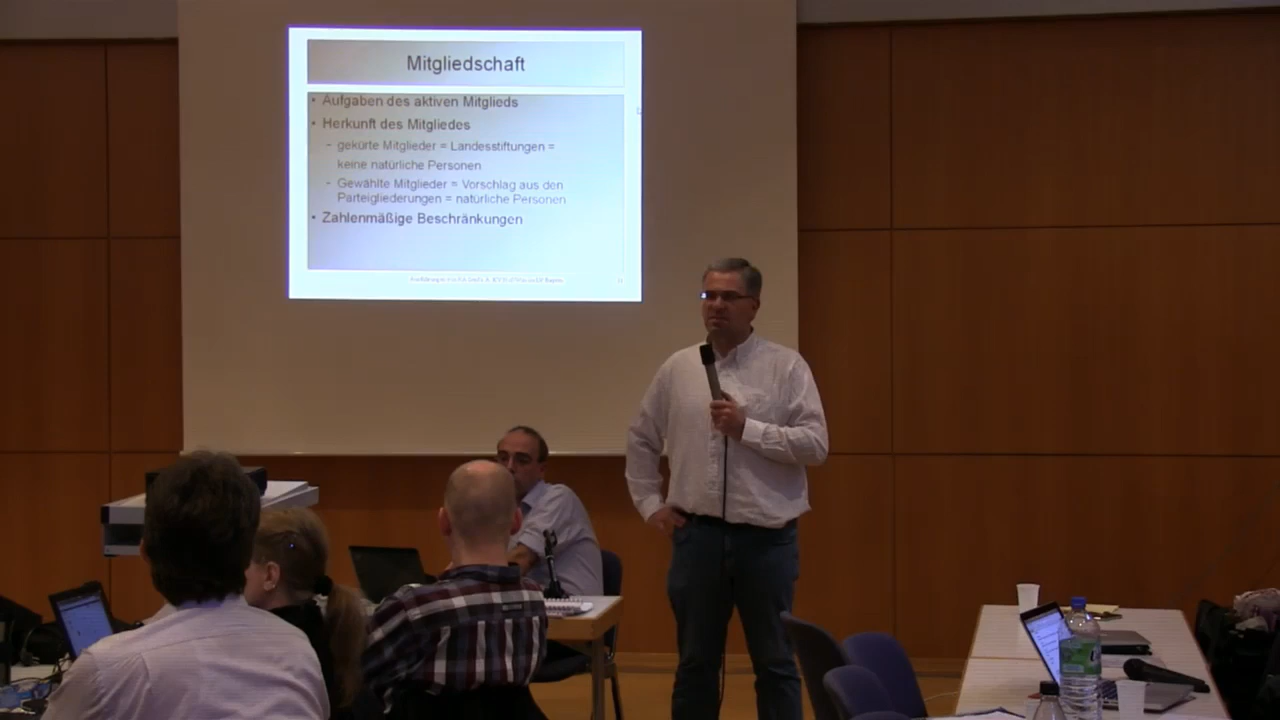 Mitgliedschaft
• Aufgaben des aktiven Mitglieds
• Herkunft des Mitgliedes
- gekürte Mitglieder = Landesstiftungen =
keine natürliche Personen
- Gewählte Mitglieder = Vorschlag aus den
Parteigliederungen = natürliche Personen
• Zahlenmäßige Beschränkungen